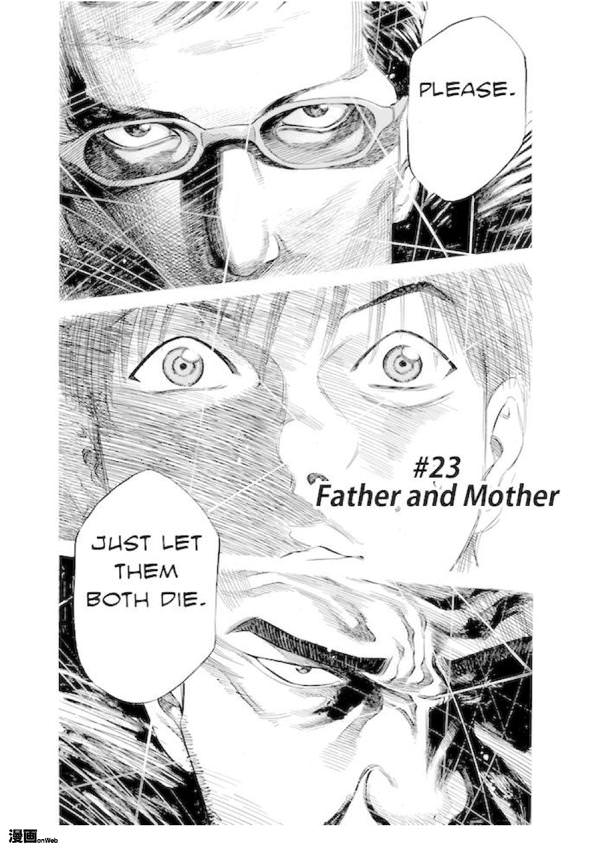 PLEASE.
#23
Father and Mother
JUST LET
THEM
BOTH DIE.
漫画onWeb